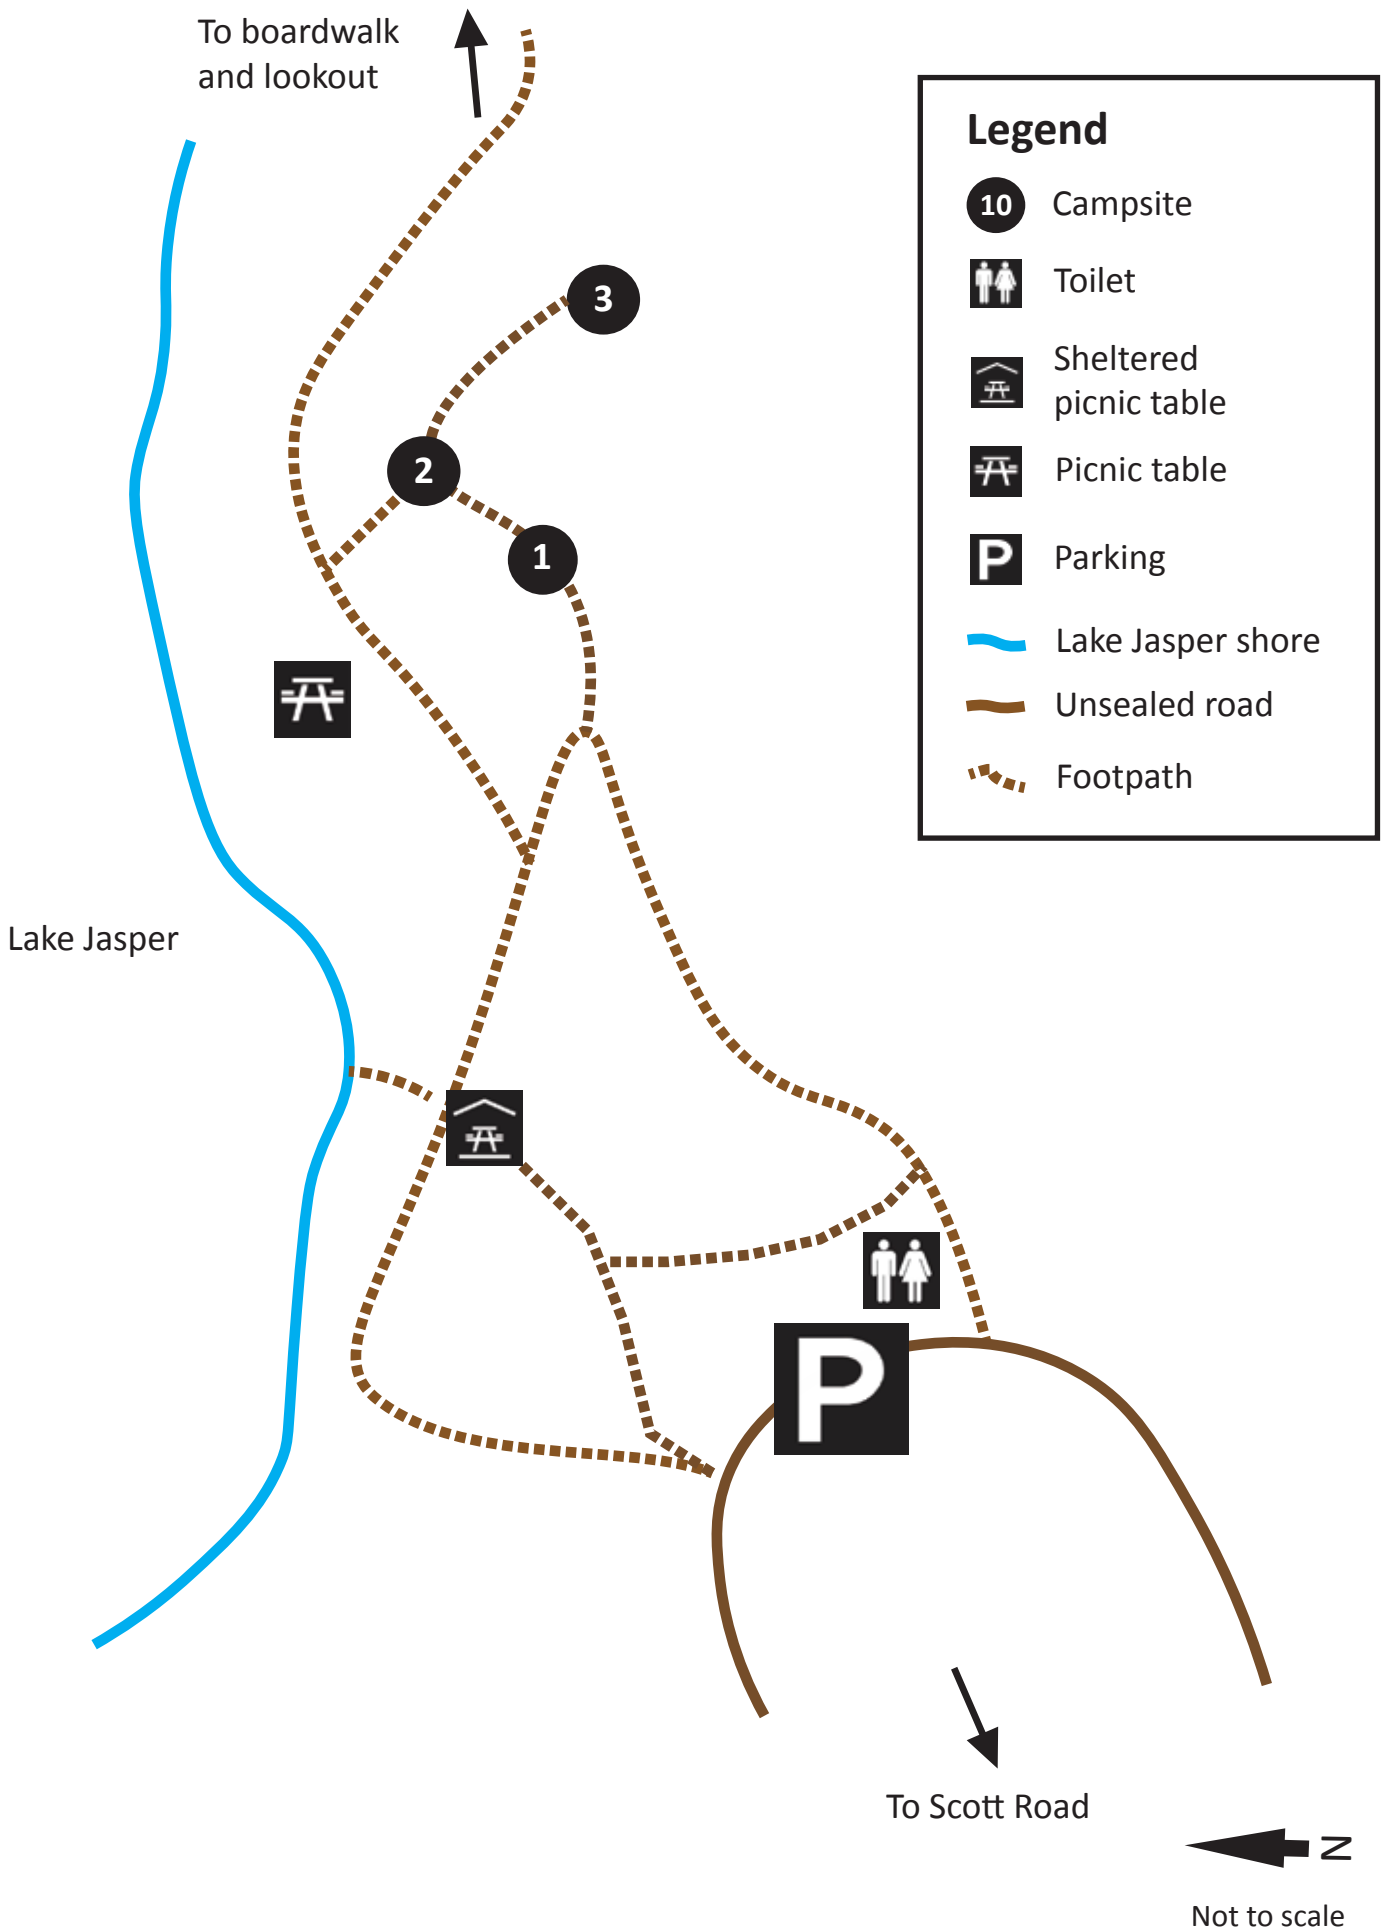 To boardwalk
and lookout
Legend
10 Campsite
Toilet
Sheltered
picnic table
Picnic table
P Parking
Lake Jasper shore
Unsealed road
Footpath
3
2
1
Lake Jasper
P
To Scott Road
N
Not to scale